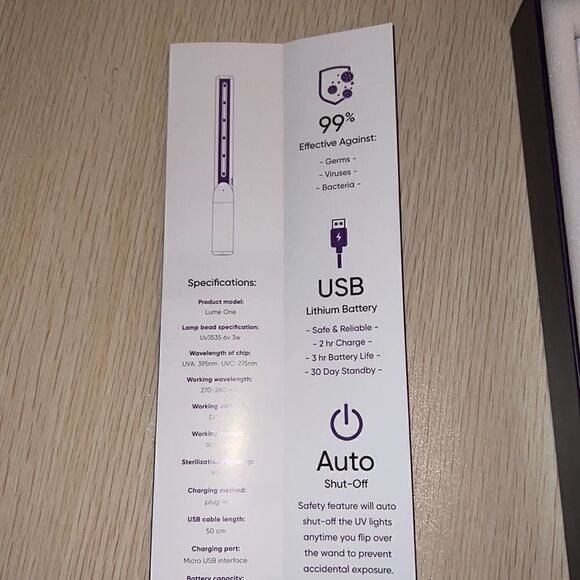 Specifications:
Product model:
Lume One
Lamp bead specification:
Uv3535 6v 3w
Wavelength of chip:
UVA: 395nm UVC: 275nm
Working wavelength:
Working
Working
Charging method:
plug-in
USB cable length:
50 cm
Charging port:
Micro USB interface
Battery capacity:
99%
Effective Against:
- Germs -
- Viruses -
- Bacteria -
USB
Lithium Battery
- Safe & Reliable -
- 2 hr Charge -
- 3 hr Battery Life -
- 30 Day Standby -
Auto
Shut-Off
Safety feature will auto
shut-off the UV lights
anytime you flip over
the wand to prevent
accidental exposure.